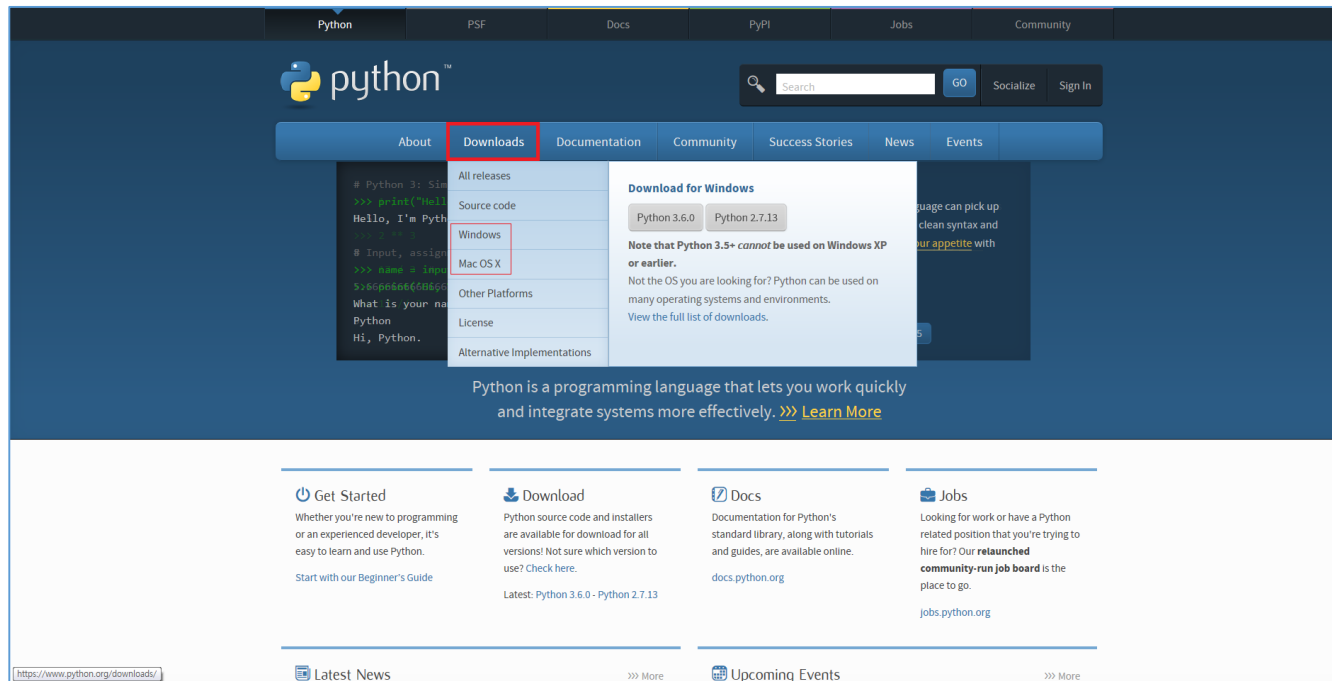 Python PSF Docs PyPI Jobs Community
python™
Search GO Socialize Sign In
About Downloads Documentation Community Success Stories News Events
All releases
Source code
Windows
Mac OS X
Other Platforms
License
Alternative Implementations
Download for Windows
Python 3.6.0 Python 2.7.13
Note that Python 3.5+ cannot be used on Windows XP
or earlier.
Not the OS you are looking for? Python can be used on
many operating systems and environments.
View the full list of downloads.
# Python 3: Sim
>>> print("Hell
Hello, I'm Pyth
>>> 2 ** 3
# Input, assign
>>> name = inpu
What is your na
Python
Hi, Python.
guage can pick up
clean syntax and
our appetite with
Python is a programming language that lets you work quickly
and integrate systems more effectively. >>> Learn More
Get Started
Whether you're new to programming
or an experienced developer, it's
easy to learn and use Python.
Start with our Beginner's Guide
Download
Python source code and installers
are available for download for all
versions! Not sure which version to
use? Check here.
Latest: Python 3.6.0 - Python 2.7.13
Docs
Documentation for Python's
standard library, along with tutorials
and guides, are available online.
docs.python.org
Jobs
Looking for work or have a Python
related position that you're trying to
hire for? Our relaunched
community-run job board is the
place to go.
jobs.python.org
Latest News >>> More
Upcoming Events >>> More
https://www.python.org/downloads/